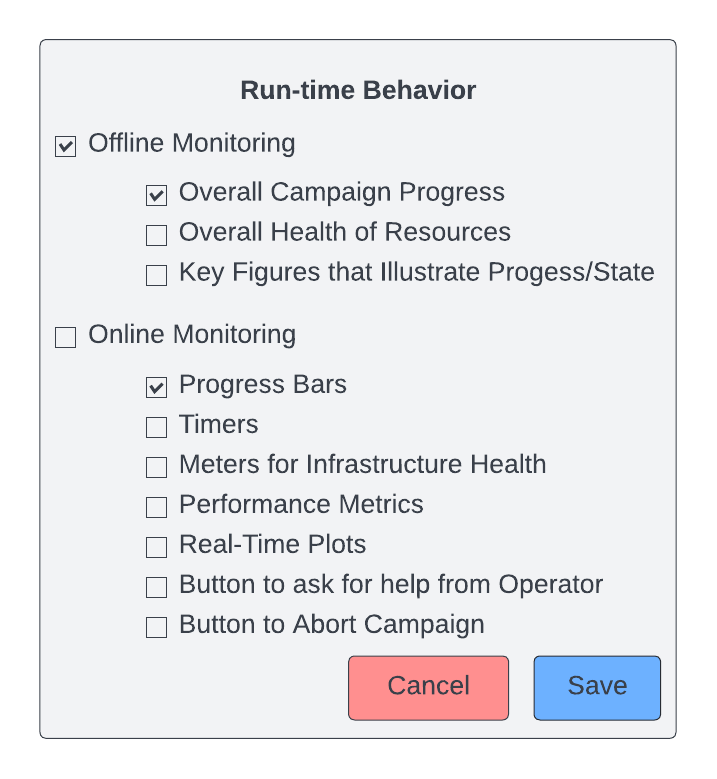 Run-time Behavior
Offline Monitoring
Overall Campaign Progress
Overall Health of Resources
Key Figures that Illustrate Progess/State
Online Monitoring
Progress Bars
Timers
Meters for Infrastructure Health
Performance Metrics
Real-Time Plots
Button to ask for help from Operator
Button to Abort Campaign
Cancel Save